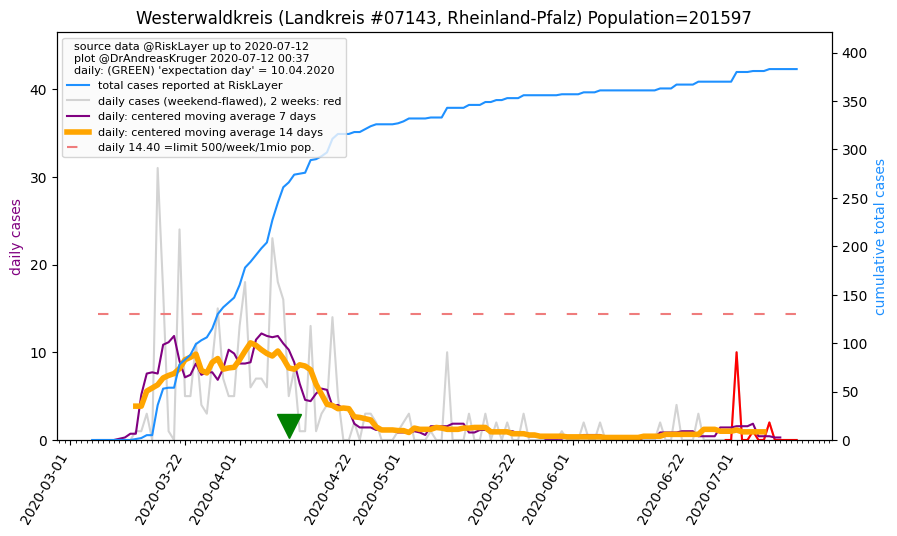 Westerwaldkreis (Landkreis #07143, Rheinland-Pfalz) Population=201597
source data @RiskLayer up to 2020-07-12
plot @DrAndreasKruger 2020-07-12 00:37
daily: (GREEN) 'expectation day' = 10.04.2020
total cases reported at RiskLayer
daily cases (weekend-flawed), 2 weeks: red
daily: centered moving average 7 days
daily: centered moving average 14 days
daily 14.40 =limit 500/week/1mio pop.
daily cases
40
30
20
10
0
cumulative total cases
400
350
300
250
200
150
100
50
0
2020-03-01
2020-03-22
2020-04-01
2020-04-22
2020-05-01
2020-05-22
2020-06-01
2020-06-22
2020-07-01